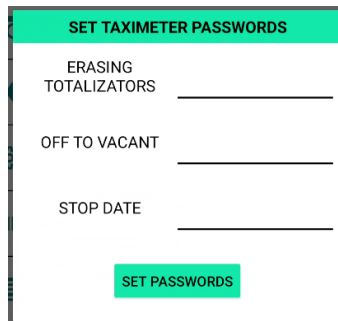 SET TAXIMETER PASSWORDS
ERASING
TOTALIZATORS
OFF TO VACANT
STOP DATE
SET PASSWORDS